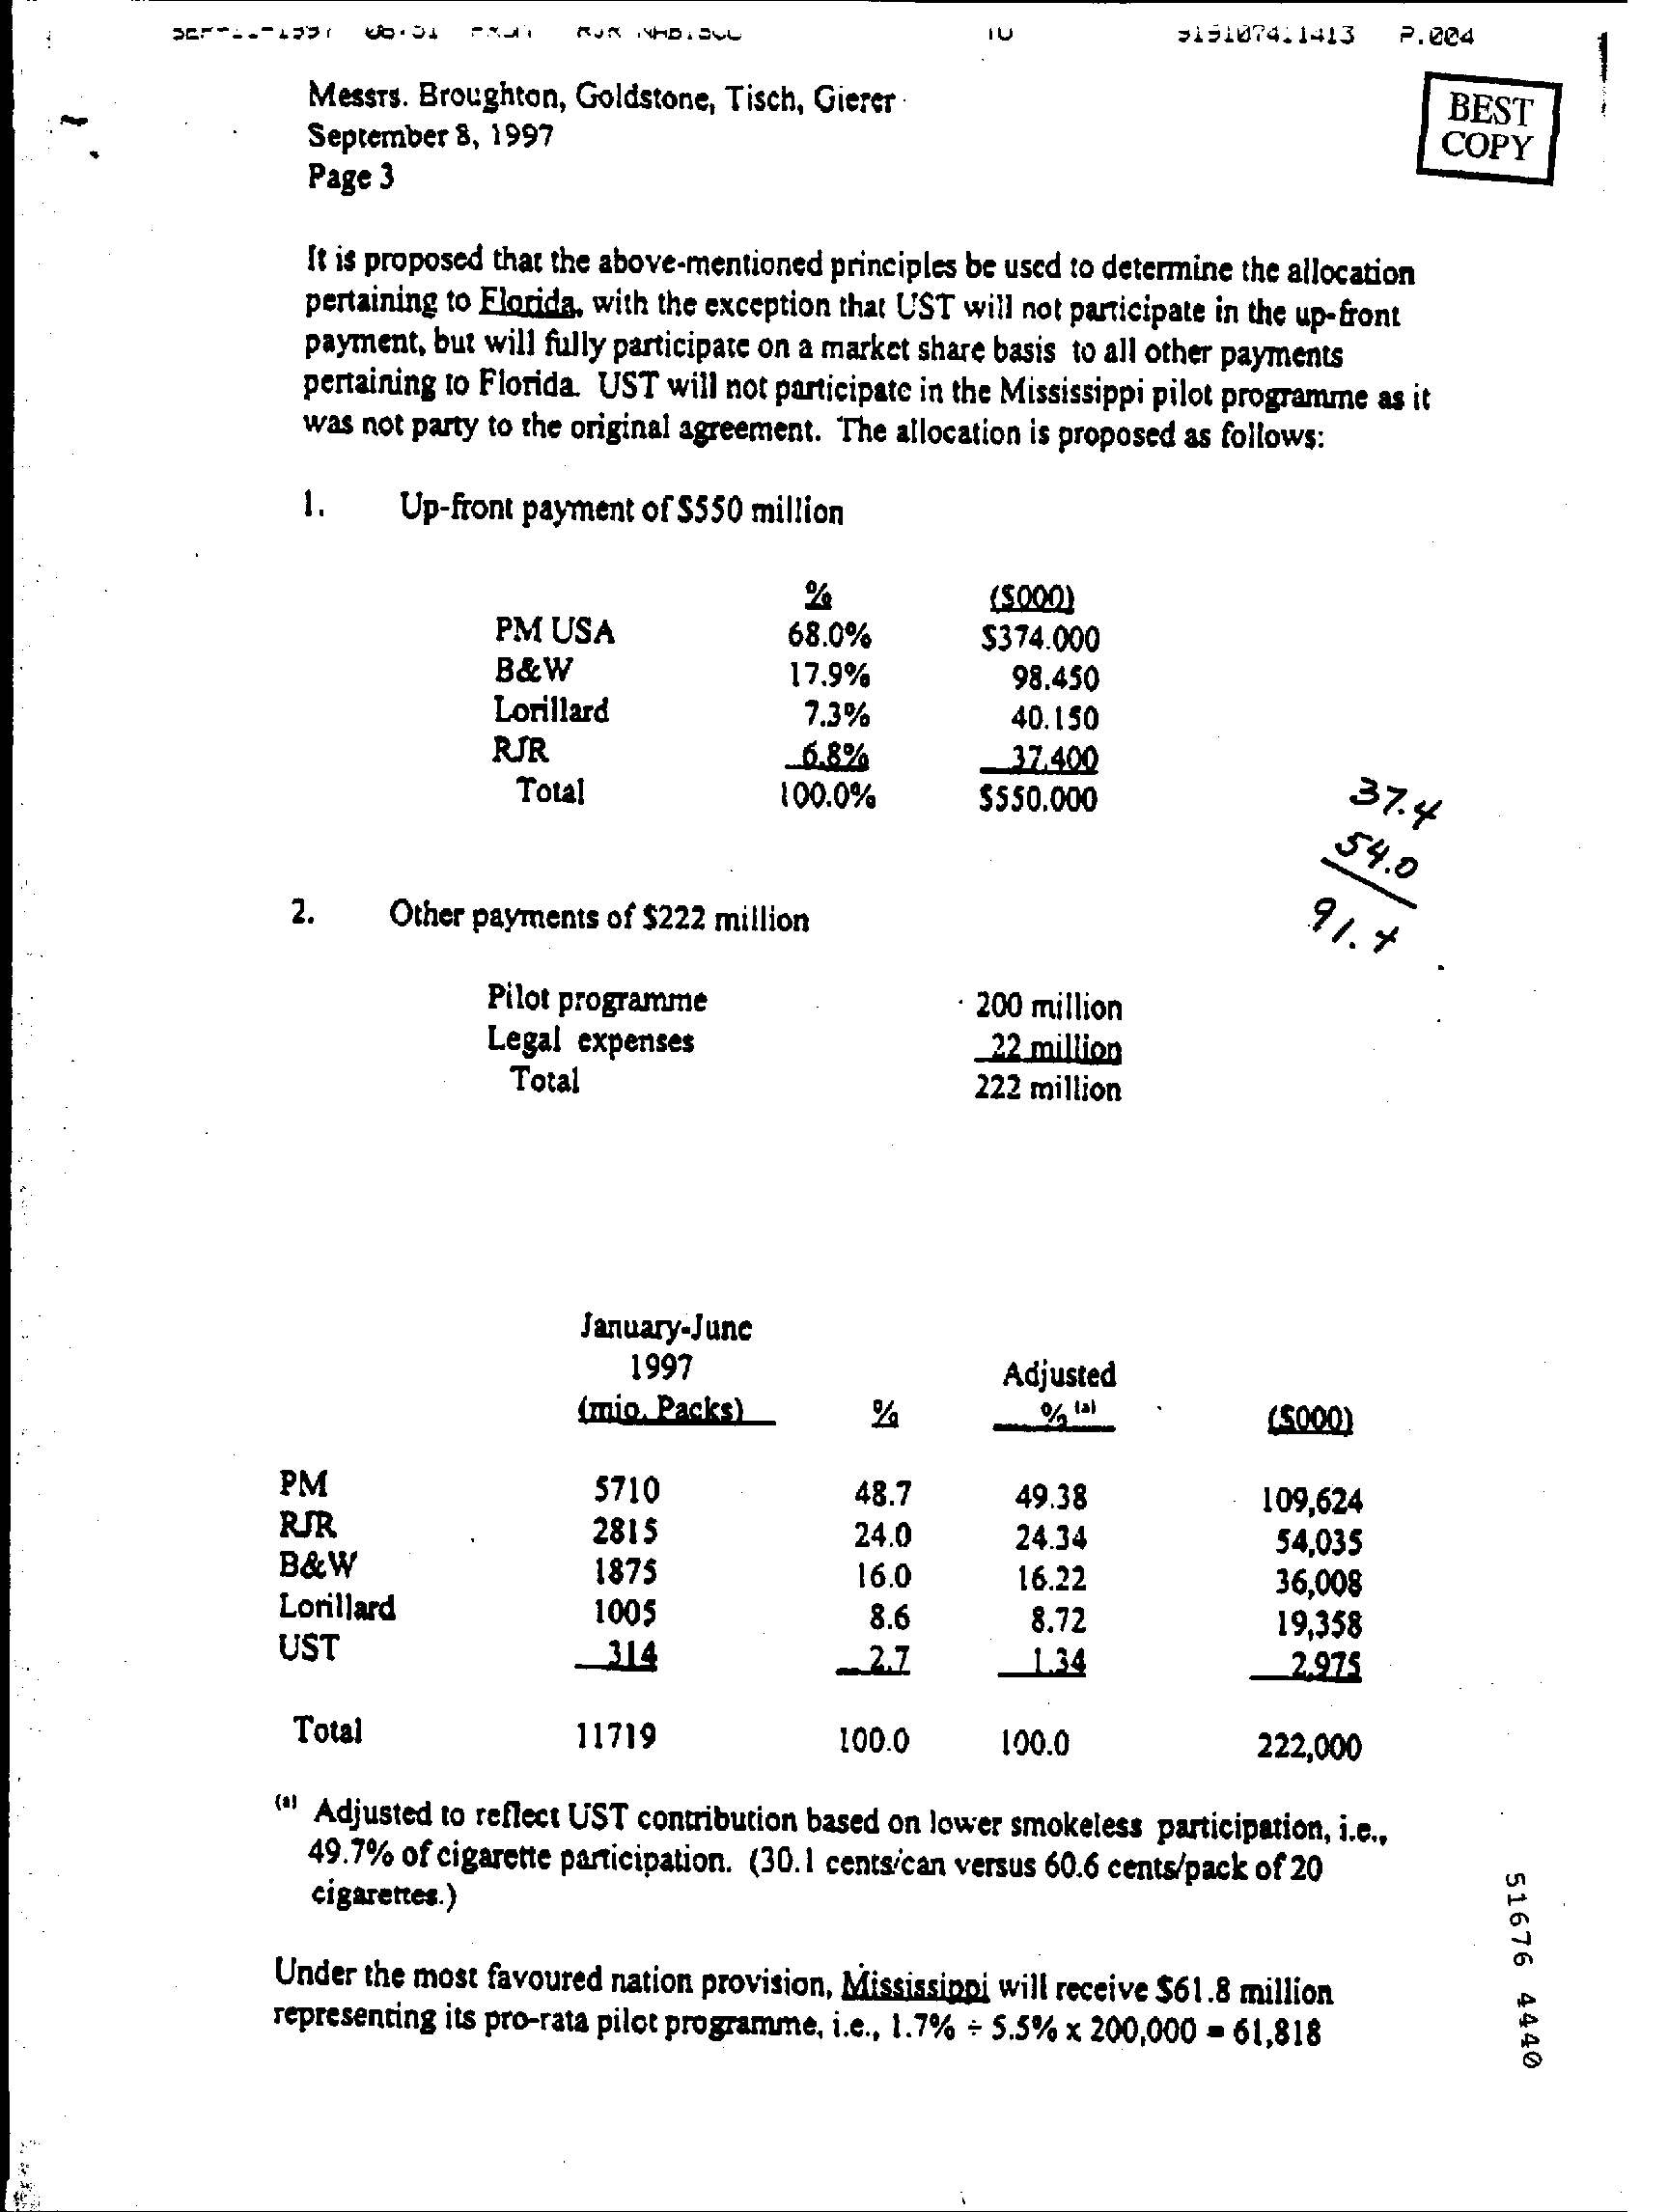 TO 919107411413 P.004
Messrs. Broughton, Goldstone, Tisch, Gierer
September 8, 1997
Page 3
BEST
COPY
It is proposed that the above-mentioned principles be used to determine the allocation
pertaining to Florida, with the exception that UST will not participate in the up-front
payment, but will fully participate on a market share basis to all other payments
pertaining to Florida. UST will not participate in the Mississippi pilot programme as it
was not party to the original agreement. The allocation is proposed as follows:
1. Up-front payment of $550 million
% ($000)
PM USA 68.0% $374.000
B&W 17.9% 98.450
Lorillard 7.3% 40.150
RJR 6.8% 37.400
Total 100.0% $550.000
37.4
54.0
91.4
2. Other payments of $222 million
Pilot programme 200 million
Legal expenses 22 million
Total 222 million
January-June
1997 Adjusted
(mio. Packs) % % (a) ($000)
PM 5710 48.7 49.38 109,624
RJR 2815 24.0 24.34 54,035
B&W 1875 16.0 16.22 36,008
Lorillard 1005 8.6 8.72 19,358
UST 314 2.7 1.34 2.975
Total 11719 100.0 100.0 222,000
(a) Adjusted to reflect UST contribution based on lower smokeless participation, i.e.,
49.7% of cigarette participation. (30.1 cents/can versus 60.6 cents/pack of 20
cigarettes.)
Under the most favoured nation provision, Mississippi will receive $61.8 million
representing its pro-rata pilot programme, i.e., 1.7% ÷ 5.5% x 200,000 = 61,818
51676 4440